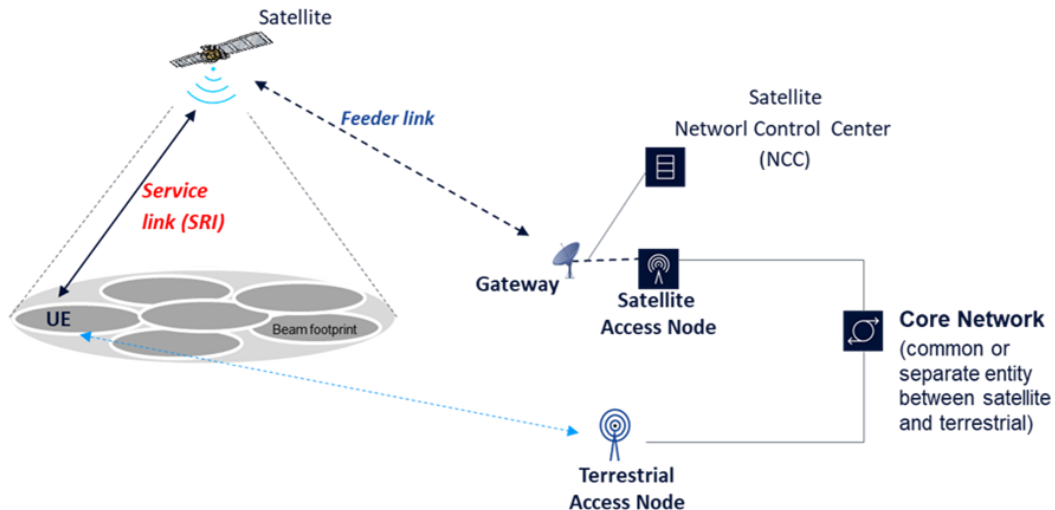 Satellite
Feeder link
Satellite
Networl Control Center
(NCC)
Service
link (SRI)
Gateway
Satellite
Access Node
UE
Beam footprint
Core Network
(common or
separate entity
between satellite
and terrestrial)
Terrestrial
Access Node